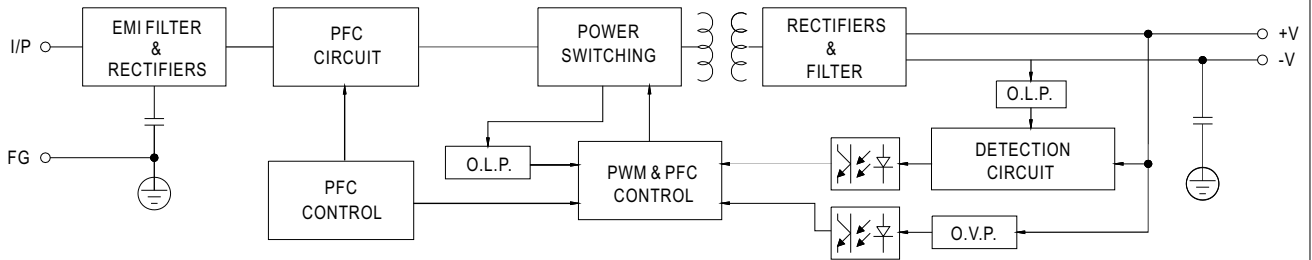 I/P
EMI FILTER
&
RECTIFIERS
PFC
CIRCUIT
POWER
SWITCHING
RECTIFIERS
&
FILTER
+V
-V
O.L.P.
FG
O.L.P.
PFC
CONTROL
PWM & PFC
CONTROL
DETECTION
CIRCUIT
O.V.P.